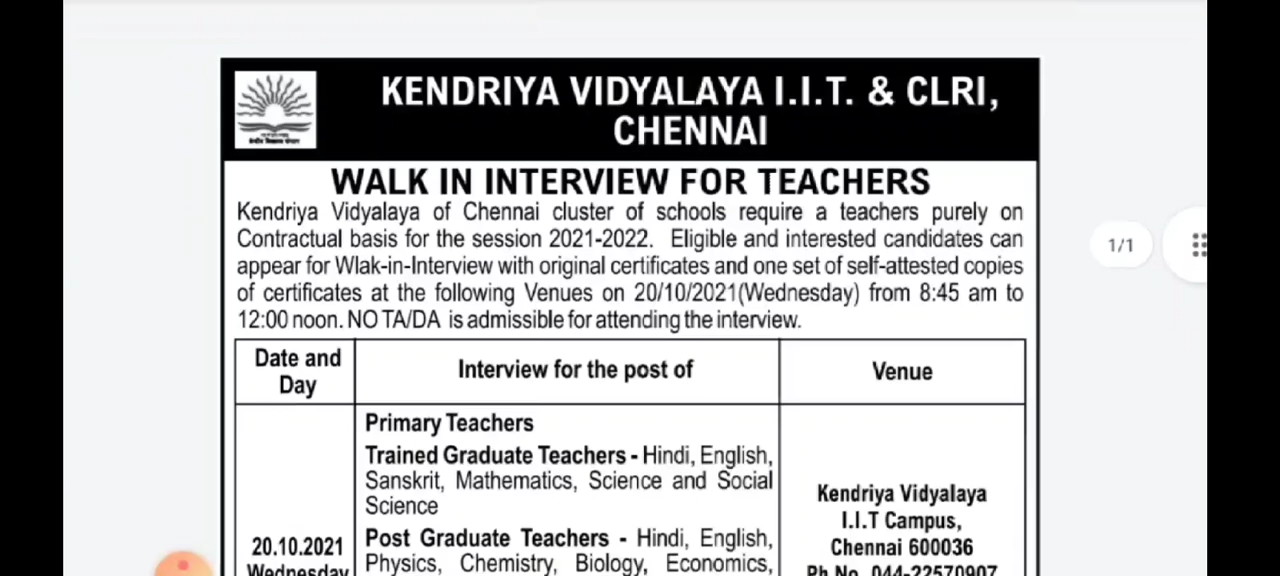 KENDRIYA VIDYALAYA I.I.T. & CLRI,
CHENNAI
WALK IN INTERVIEW FOR TEACHERS
Kendriya Vidyalaya of Chennai cluster of schools require a teachers purely on
Contractual basis for the session 2021-2022. Eligible and interested candidates can
appear for Wlak-in-Interview with original certificates and one set of self-attested copies
of certificates at the following Venues on 20/10/2021(Wednesday) from 8:45 am to
12:00 noon. NO TA/DA is admissible for attending the interview.
1/1
Date and
Day
Interview for the post of
Venue
20.10.2021
Wednesday
Primary Teachers
Trained Graduate Teachers - Hindi, English,
Sanskrit, Mathematics, Science and Social
Science
Post Graduate Teachers - Hindi, English,
Physics, Chemistry, Biology, Economics,
Kendriya Vidyalaya
I.I.T Campus,
Chennai 600036
Ph No. 044-22570907